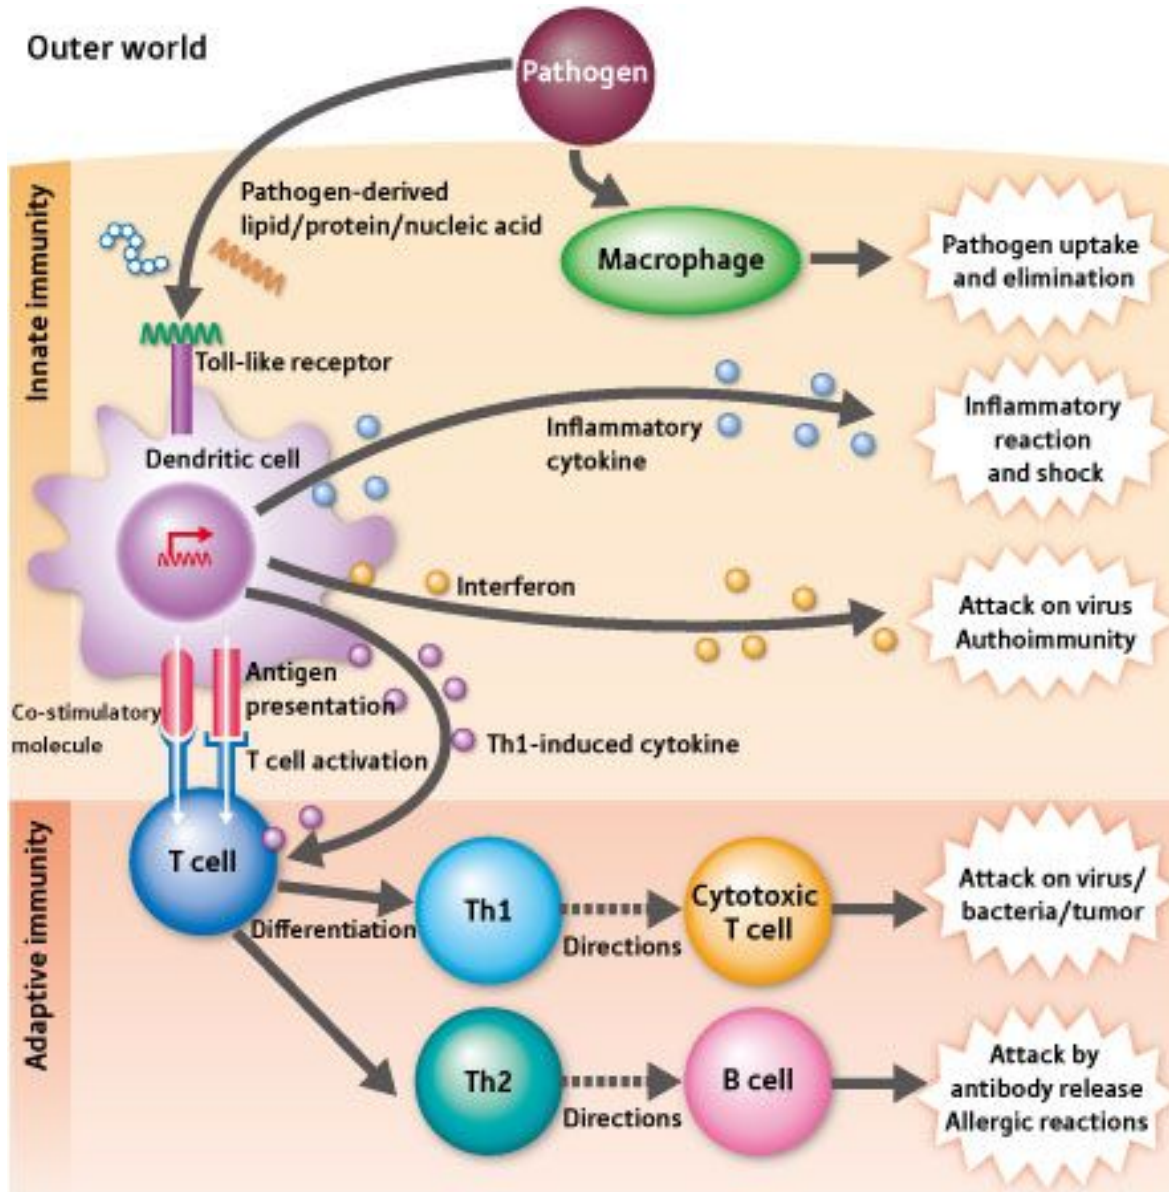 Outer world
Pathogen
Innate immunity
Pathogen-derived
lipid/protein/nucleic acid
Macrophage
Pathogen uptake
and elimination
Toll-like receptor
Dendritic cell
Inflammatory
cytokine
Inflammatory
reaction
and shock
Interferon
Attack on virus
Authoimmunity
Antigen
presentation
Co-stimulatory
molecule
T cell activation
Th1-induced cytokine
Adaptive immunity
T cell
Differentiation
Th1
Directions
Cytotoxic
T cell
Attack on virus/
bacteria/tumor
Th2
Directions
B cell
Attack by
antibody release
Allergic reactions